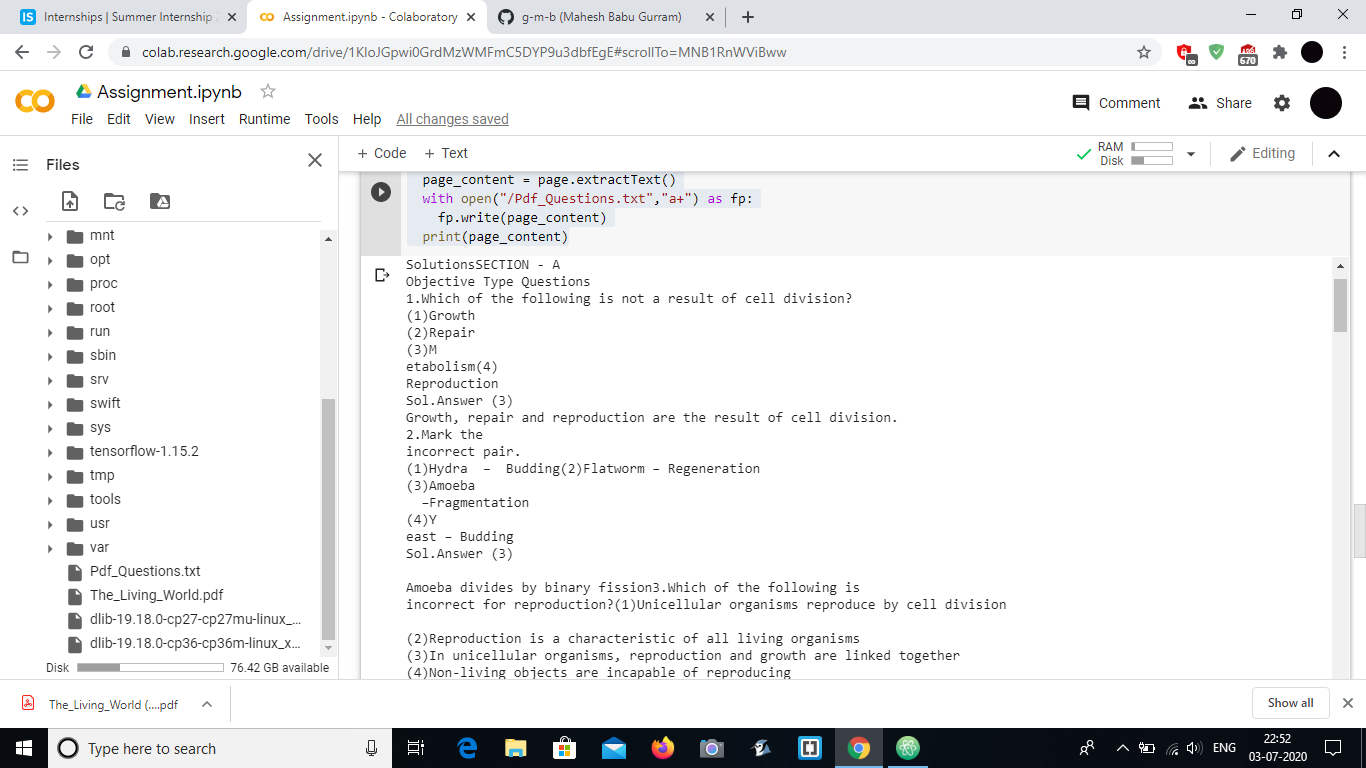 Internships | Summer Internship
Assignment.ipynb - Colaboratory
g-m-b (Mahesh Babu Gurram)
colab.research.google.com/drive/1KIoJGpwi0GrdMzWMFmC5DYP9u3dbfEgE#scrollTo=MNB1RnWViBww
670
Assignment.ipynb
File Edit View Insert Runtime Tools Help All changes saved
Comment
Share
Files
+ Code + Text
RAM
Disk
Editing
mnt
opt
proc
root
run
sbin
srv
swift
sys
tensorflow-1.15.2
tmp
tools
usr
var
Pdf_Questions.txt
The_Living_World.pdf
dlib-19.18.0-cp27-cp27mu-linux_...
dlib-19.18.0-cp36-cp36m-linux_x...
Disk 76.42 GB available
page_content = page.extractText()
with open("/Pdf_Questions.txt","a+") as fp:
fp.write(page_content)
print(page_content)
SolutionsSECTION - A
Objective Type Questions
1.Which of the following is not a result of cell division?
(1)Growth
(2)Repair
(3)M
etabolism(4)
Reproduction
Sol.Answer (3)
Growth, repair and reproduction are the result of cell division.
2.Mark the
incorrect pair.
(1)Hydra – Budding(2)Flatworm – Regeneration
(3)Amoeba
–Fragmentation
(4)Y
east – Budding
Sol.Answer (3)
Amoeba divides by binary fission3.Which of the following is
incorrect for reproduction?(1)Unicellular organisms reproduce by cell division
(2)Reproduction is a characteristic of all living organisms
(3)In unicellular organisms, reproduction and growth are linked together
(4)Non-living objects are incapable of reproducing
The_Living_World (....pdf
Show all
Type here to search
ENG
22:52
03-07-2020